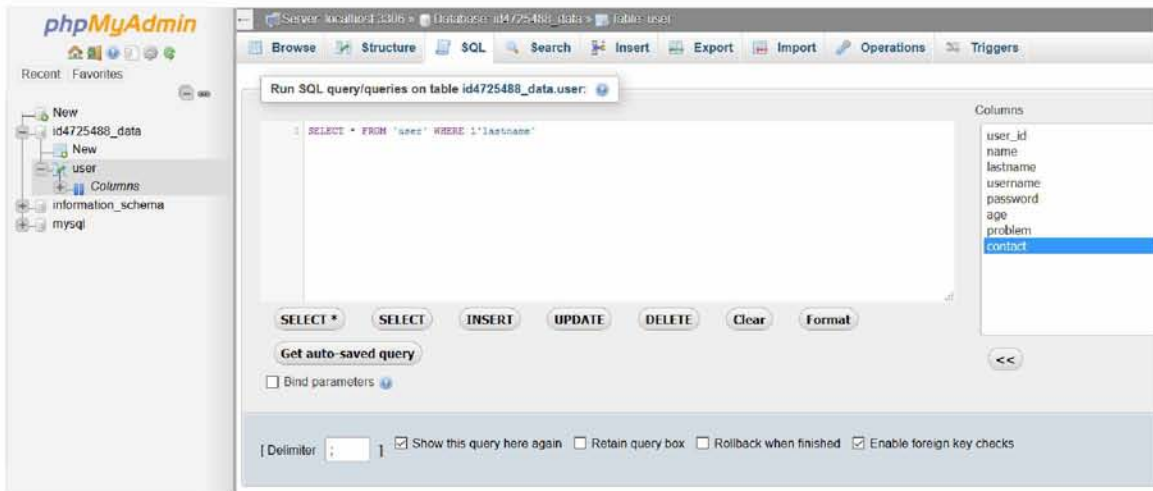 phpMyAdmin
Server: localhost:3306 » Database: id4725488_data » Table: user
Browse Structure SQL Search Insert Export Import Operations Triggers
Recent Favorites
New
id4725488_data
New
user
Columns
information_schema
mysql
Run SQL query/queries on table id4725488_data.user:
1 SELECT * FROM `user` WHERE 1`lastname`
Columns
user_id
name
lastname
username
password
age
problem
contact
SELECT * SELECT INSERT UPDATE DELETE Clear Format
<<
Get auto-saved query
Bind parameters
[ Delimiter ; ] Show this query here again Retain query box Rollback when finished Enable foreign key checks